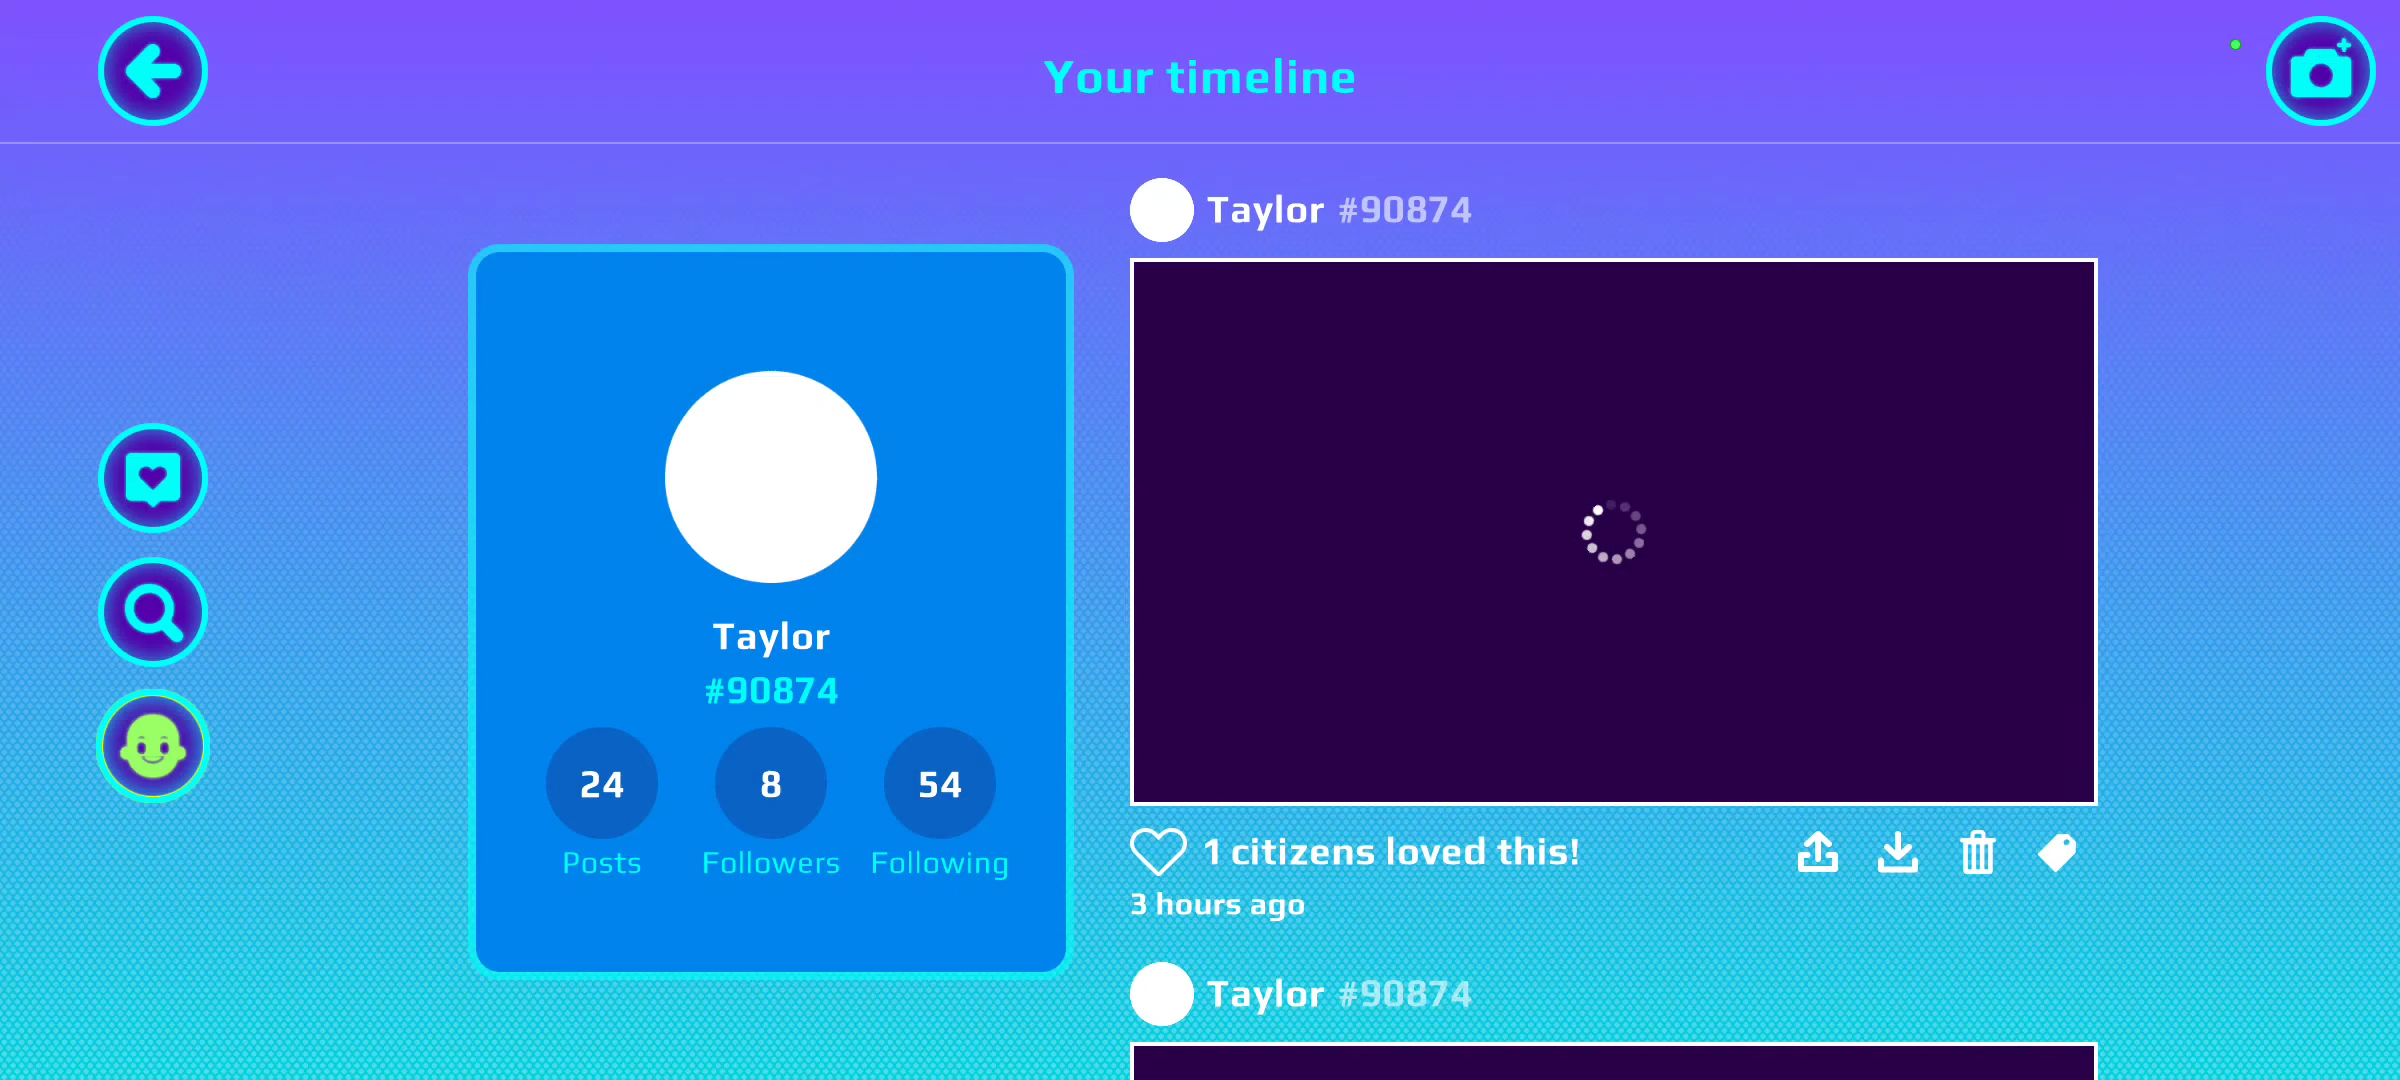 Your timeline
Taylor #90874
Taylor
#90874
24
8
54
Posts
Followers
Following
1 citizens loved this!
3 hours ago
Taylor #90874